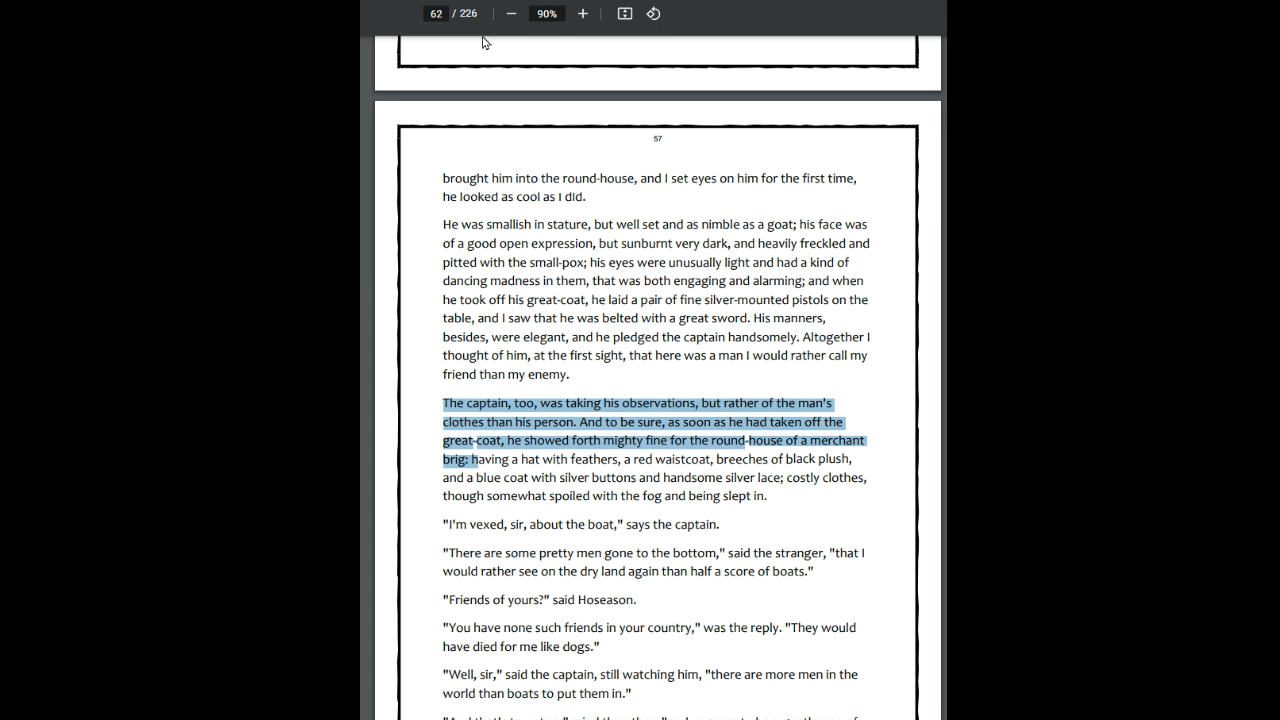 62 / 226
90%
57
brought him into the round-house, and I set eyes on him for the first time,
he looked as cool as I did.
He was smallish in stature, but well set and as nimble as a goat; his face was
of a good open expression, but sunburnt very dark, and heavily freckled and
pitted with the small-pox; his eyes were unusually light and had a kind of
dancing madness in them, that was both engaging and alarming; and when
he took off his great-coat, he laid a pair of fine silver-mounted pistols on the
table, and I saw that he was belted with a great sword. His manners,
besides, were elegant, and he pledged the captain handsomely. Altogether I
thought of him, at the first sight, that here was a man I would rather call my
friend than my enemy.
The captain, too, was taking his observations, but rather of the man's
clothes than his person. And to be sure, as soon as he had taken off the
great-coat, he showed forth mighty fine for the round-house of a merchant
brig: having a hat with feathers, a red waistcoat, breeches of black plush,
and a blue coat with silver buttons and handsome silver lace; costly clothes,
though somewhat spoiled with the fog and being slept in.
"I'm vexed, sir, about the boat," says the captain.
"There are some pretty men gone to the bottom," said the stranger, "that I
would rather see on the dry land again than half a score of boats."
"Friends of yours?" said Hoseason.
"You have none such friends in your country," was the reply. "They would
have died for me like dogs."
"Well, sir," said the captain, still watching him, "there are more men in the
world than boats to put them in."